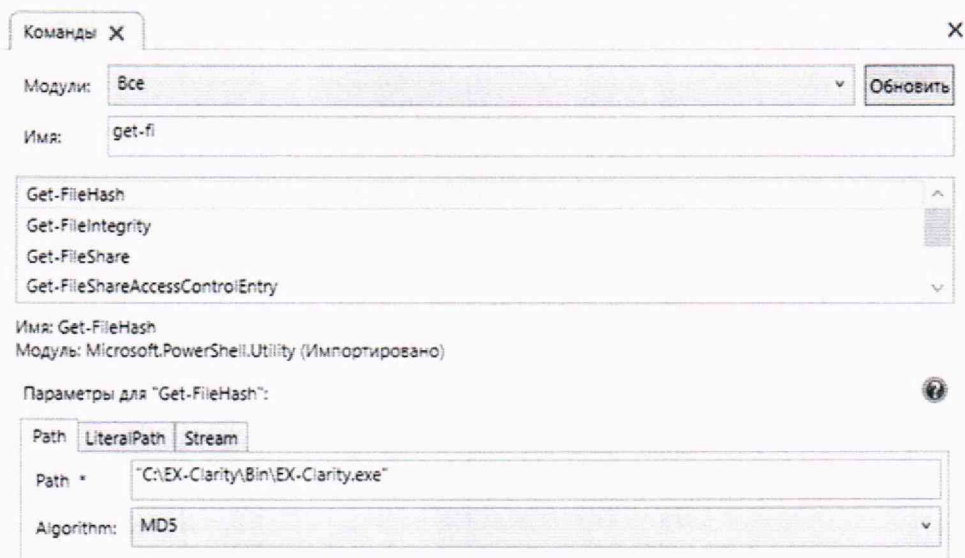 Команды X
Модули: Все Обновить
Имя: get-fi
Get-FileHash
Get-FileIntegrity
Get-FileShare
Get-FileShareAccessControlEntry
Имя: Get-FileHash
Модуль: Microsoft.PowerShell.Utility (Импортировано)
Параметры для "Get-FileHash":
Path LiteralPath Stream
Path * "C:\EX-Clarity\Bin\EX-Clarity.exe"
Algorithm: MD5